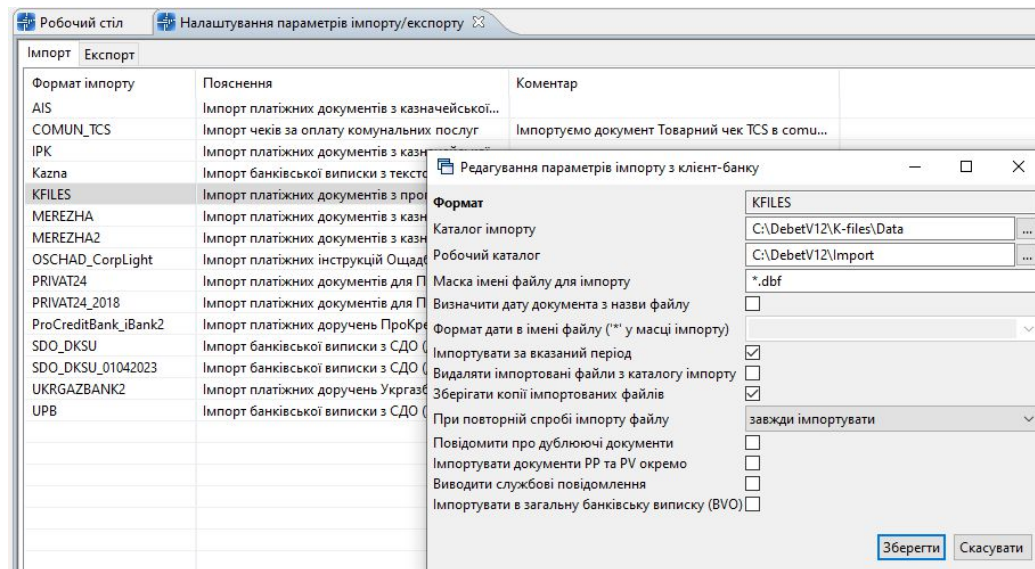 Робочий стіл Налаштування параметрів імпорту/експорту
Імпорт Експорт
Формат імпорту Пояснення Коментар
AIS Імпорт платіжних документів з казначейської...
COMUN_TCS Імпорт чеків за оплату комунальних послуг Імпортуємо документ Товарний чек TCS в comu...
IPK Імпорт платіжних документів з
Kazna Імпорт банківської виписки з
KFILES Імпорт платіжних документів з
MEREZHA Імпорт платіжних документів з
MEREZHA2 Імпорт платіжних документів з
OSCHAD_CorpLight Імпорт платіжних інструкцій
PRIVAT24 Імпорт платіжних документів для П
PRIVAT24_2018 Імпорт платіжних документів для П
ProCreditBank_iBank2 Імпорт платіжних доручень
SDO_DKSU Імпорт банківської виписки з СДО (
SDO_DKSU_01042023 Імпорт банківської виписки з СДО (
UKRGAZBANK2 Імпорт платіжних доручень
UPB Імпорт банківської виписки з СДО (
Редагування параметрів імпорту з клієнт-банку
Формат KFILES
Каталог імпорту C:\DebetV12\K-files\Data ...
Робочий каталог C:\DebetV12\Import ...
Маска імені файлу для імпорту *.dbf
Визначити дату документа з назви файлу
Формат дати в імені файлу ('*' у масці імпорту)
Імпортувати за вказаний період
Видаляти імпортовані файли з каталогу імпорту
Зберігати копії імпортованих файлів
При повторній спробі імпорту файлу завжди імпортувати
Повідомити про дублюючі документи
Імпортувати документи PP та PV окремо
Виводити службові повідомлення
Імпортувати в загальну банківську виписку (BVO)
Зберегти Скасувати